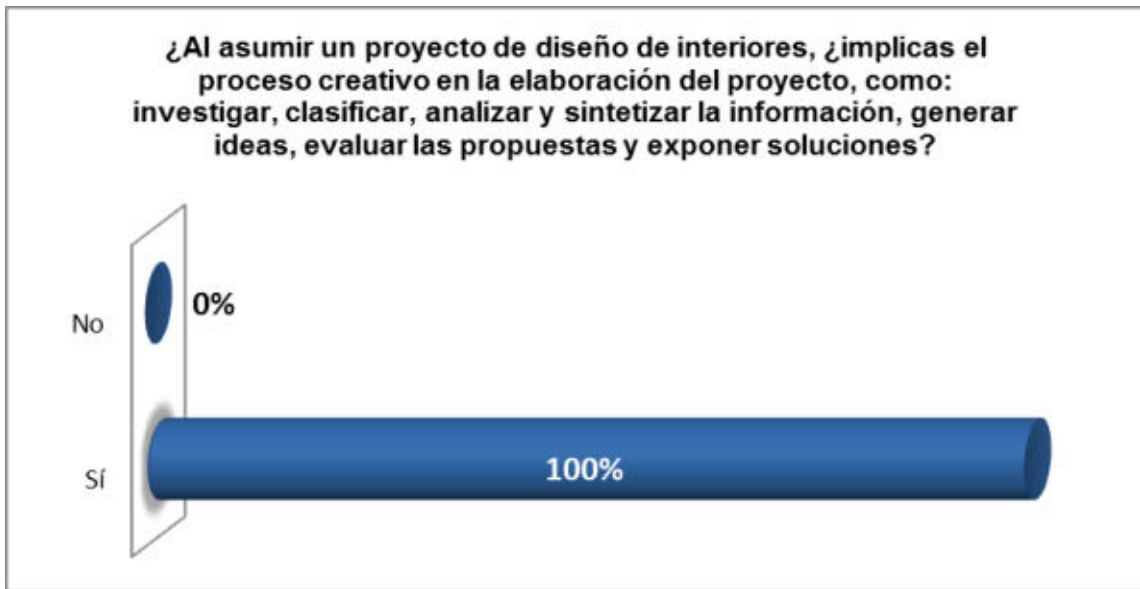 ¿Al asumir un proyecto de diseño de interiores, ¿implicas el
proceso creativo en la elaboración del proyecto, como:
investigar, clasificar, analizar y sintetizar la información, generar
ideas, evaluar las propuestas y exponer soluciones?
No
0%
Sí
100%